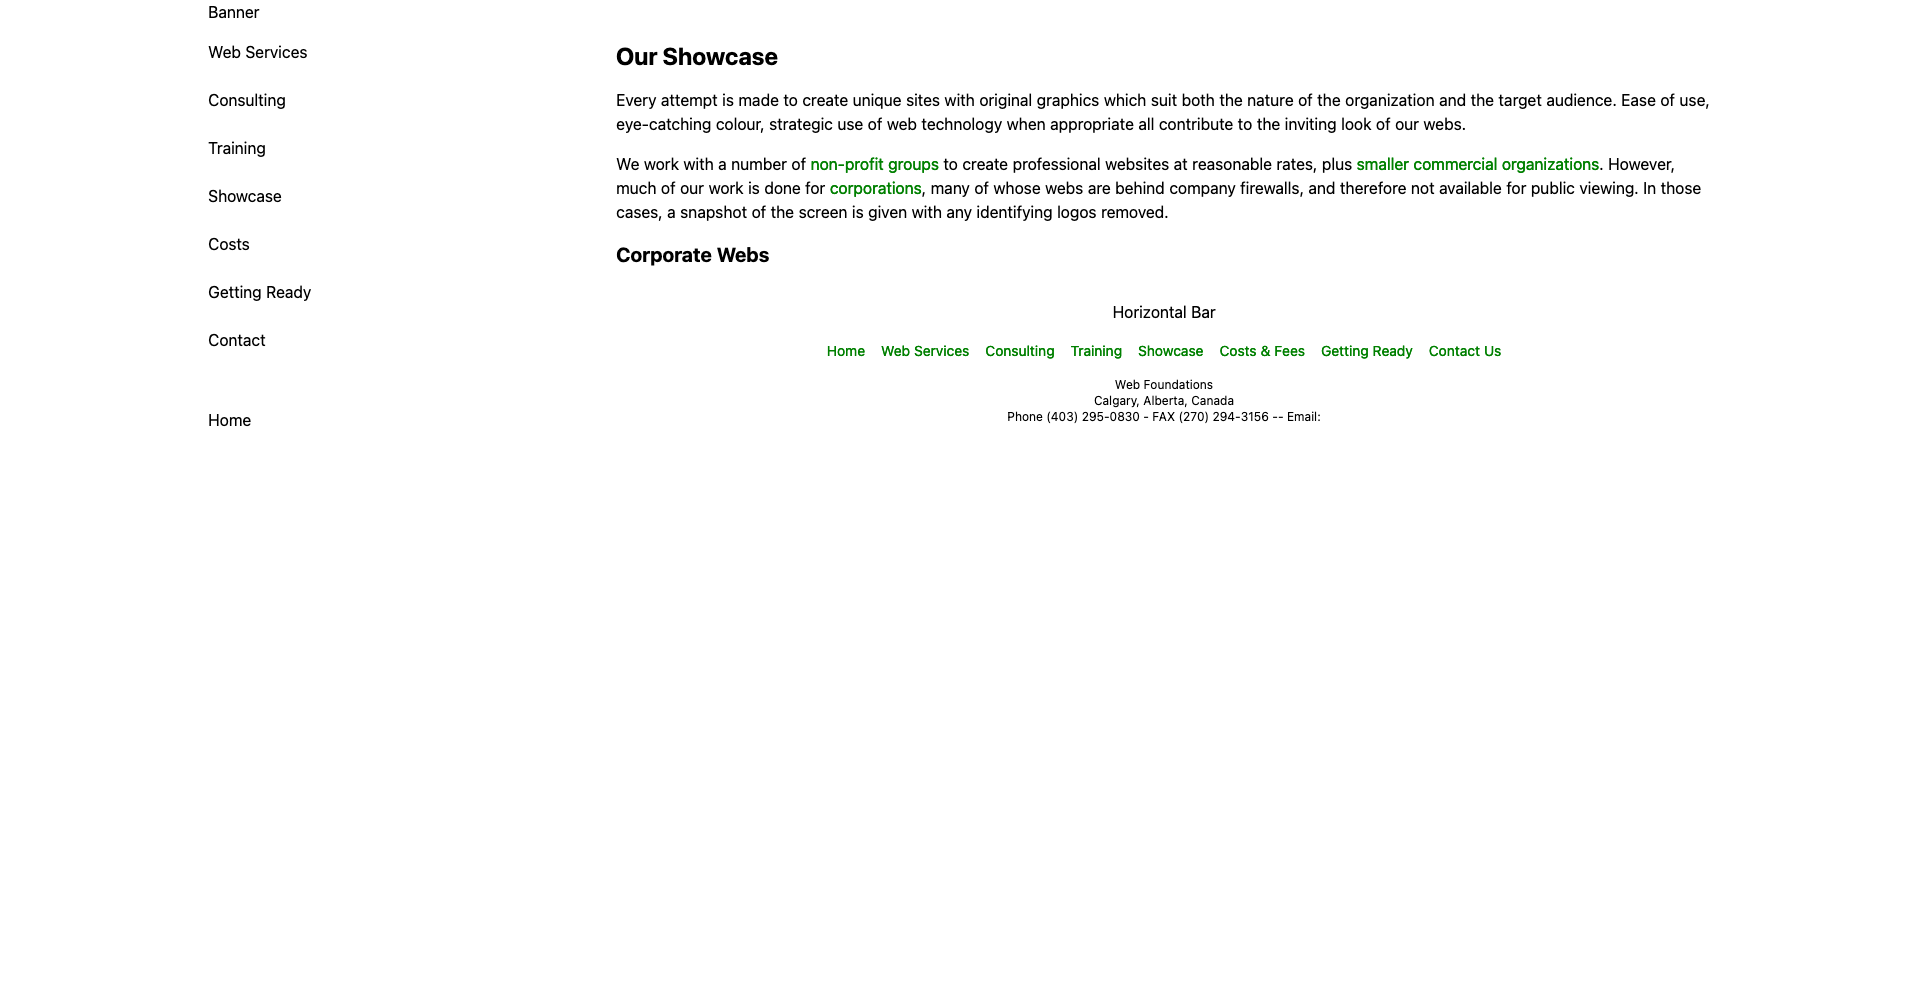 Banner
Web Services
Consulting
Training
Showcase
Costs
Getting Ready
Contact
Home
Our Showcase
Every attempt is made to create unique sites with original graphics which suit both the nature of the organization and the target audience. Ease of use,
eye-catching colour, strategic use of web technology when appropriate all contribute to the inviting look of our webs.
We work with a number of non-profit groups to create professional websites at reasonable rates, plus smaller commercial organizations. However,
much of our work is done for corporations, many of whose webs are behind company firewalls, and therefore not available for public viewing. In those
cases, a snapshot of the screen is given with any identifying logos removed.
Corporate Webs
Horizontal Bar
Home Web Services Consulting Training Showcase Costs & Fees Getting Ready Contact Us
Web Foundations
Calgary, Alberta, Canada
Phone (403) 295-0830 - FAX (270) 294-3156 -- Email: